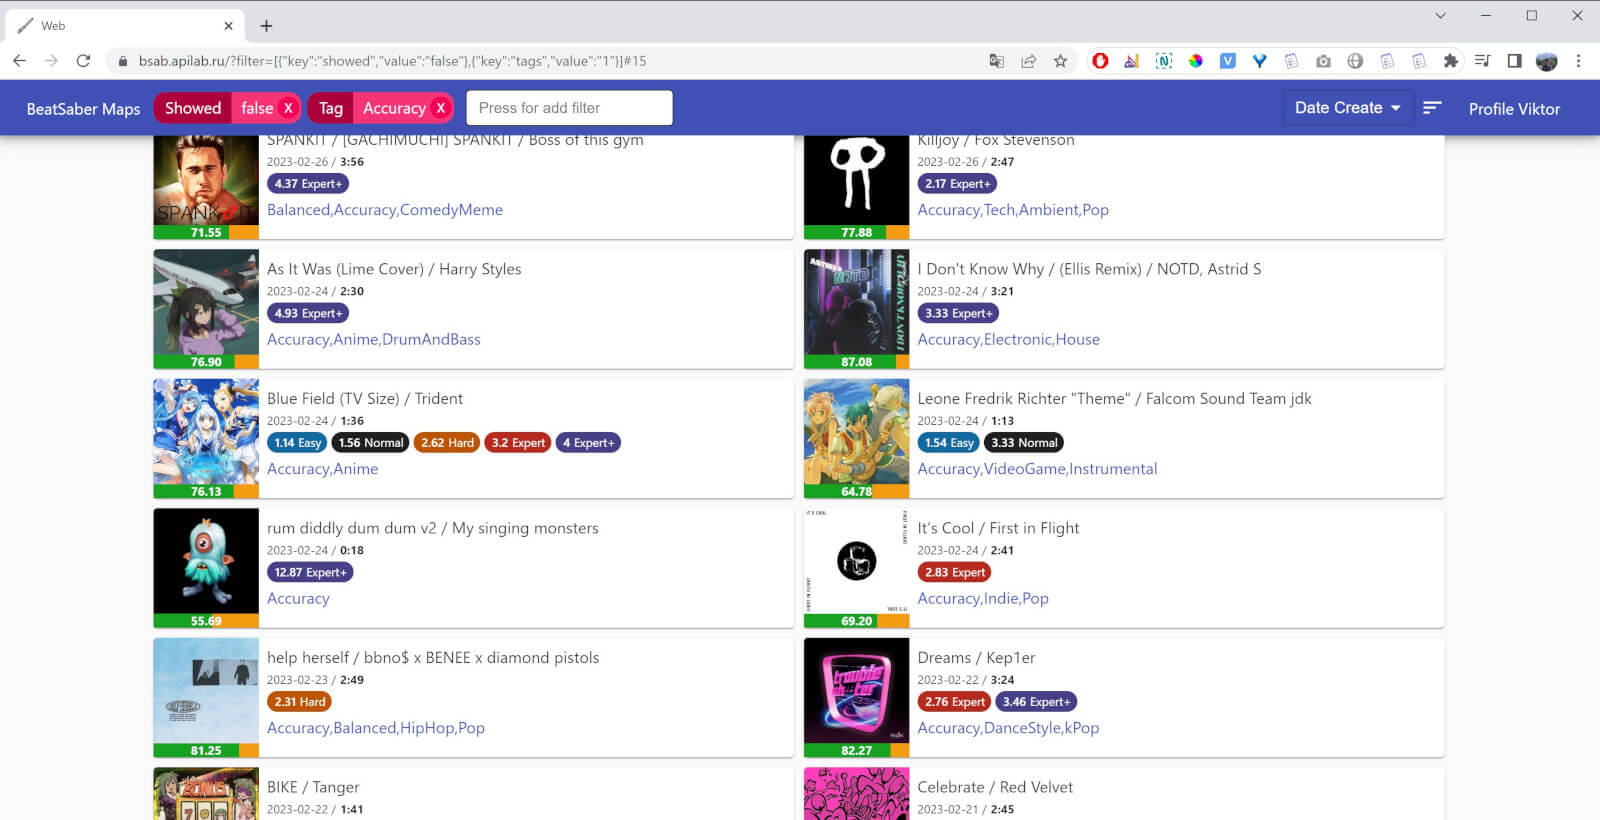 Web
bsab.apilab.ru/?filter=[{"key":"showed","value":"false"},{"key":"tags","value":"1"}]#15
BeatSaber Maps
Showed false x
Tag Accuracy x
Press for add filter
Date Create
Profile Viktor
SPANKIT / [GACHIMUCHI] SPANKIT / Boss of this gym
2023-02-26 / 3:56
4.37 Expert+
Balanced,Accuracy,ComedyMeme
71.55
Killjoy / Fox Stevenson
2023-02-26 / 2:47
2.17 Expert+
Accuracy,Tech,Ambient,Pop
77.88
As It Was (Lime Cover) / Harry Styles
2023-02-24 / 2:30
4.93 Expert+
Accuracy,Anime,DrumAndBass
76.90
I Don't Know Why / (Ellis Remix) / NOTD, Astrid S
2023-02-24 / 3:21
3.33 Expert+
Accuracy,Electronic,House
NOTD
87.08
Blue Field (TV Size) / Trident
2023-02-24 / 1:36
1.14 Easy 1.56 Normal 2.62 Hard 3.2 Expert 4 Expert+
Accuracy,Anime
76.13
Leone Fredrik Richter "Theme" / Falcom Sound Team jdk
2023-02-24 / 1:13
1.54 Easy 3.33 Normal
Accuracy,VideoGame,Instrumental
64.78
rum diddly dum dum v2 / My singing monsters
2023-02-24 / 0:18
12.87 Expert+
Accuracy
55.69
It's Cool / First in Flight
2023-02-24 / 2:41
2.83 Expert
Accuracy,Indie,Pop
IT'S COOL
FIRST IN FLIGHT
69.20
help herself / bbno$ x BENEE x diamond pistols
2023-02-23 / 2:49
2.31 Hard
Accuracy,Balanced,HipHop,Pop
81.25
Dreams / Kep1er
2023-02-22 / 3:24
2.76 Expert 3.46 Expert+
Accuracy,DanceStyle,kPop
82.27
BIKE / Tanger
2023-02-22 / 1:41
BONUS
Celebrate / Red Velvet
2023-02-21 / 2:45